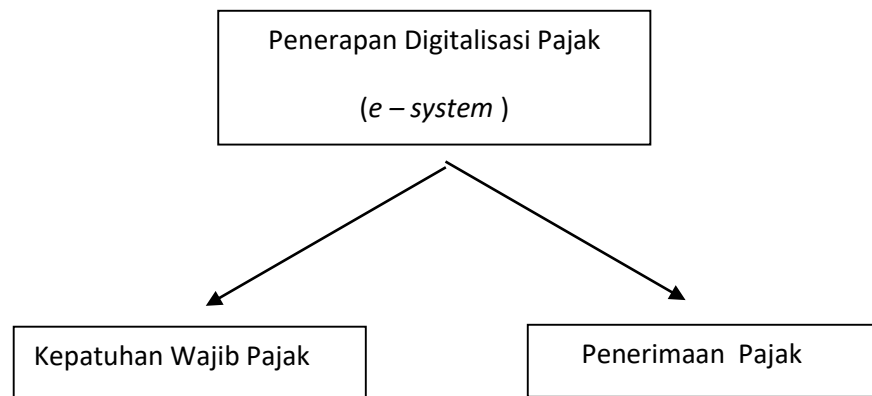 Penerapan Digitalisasi Pajak
(e – system )
Kepatuhan Wajib Pajak
Penerimaan Pajak